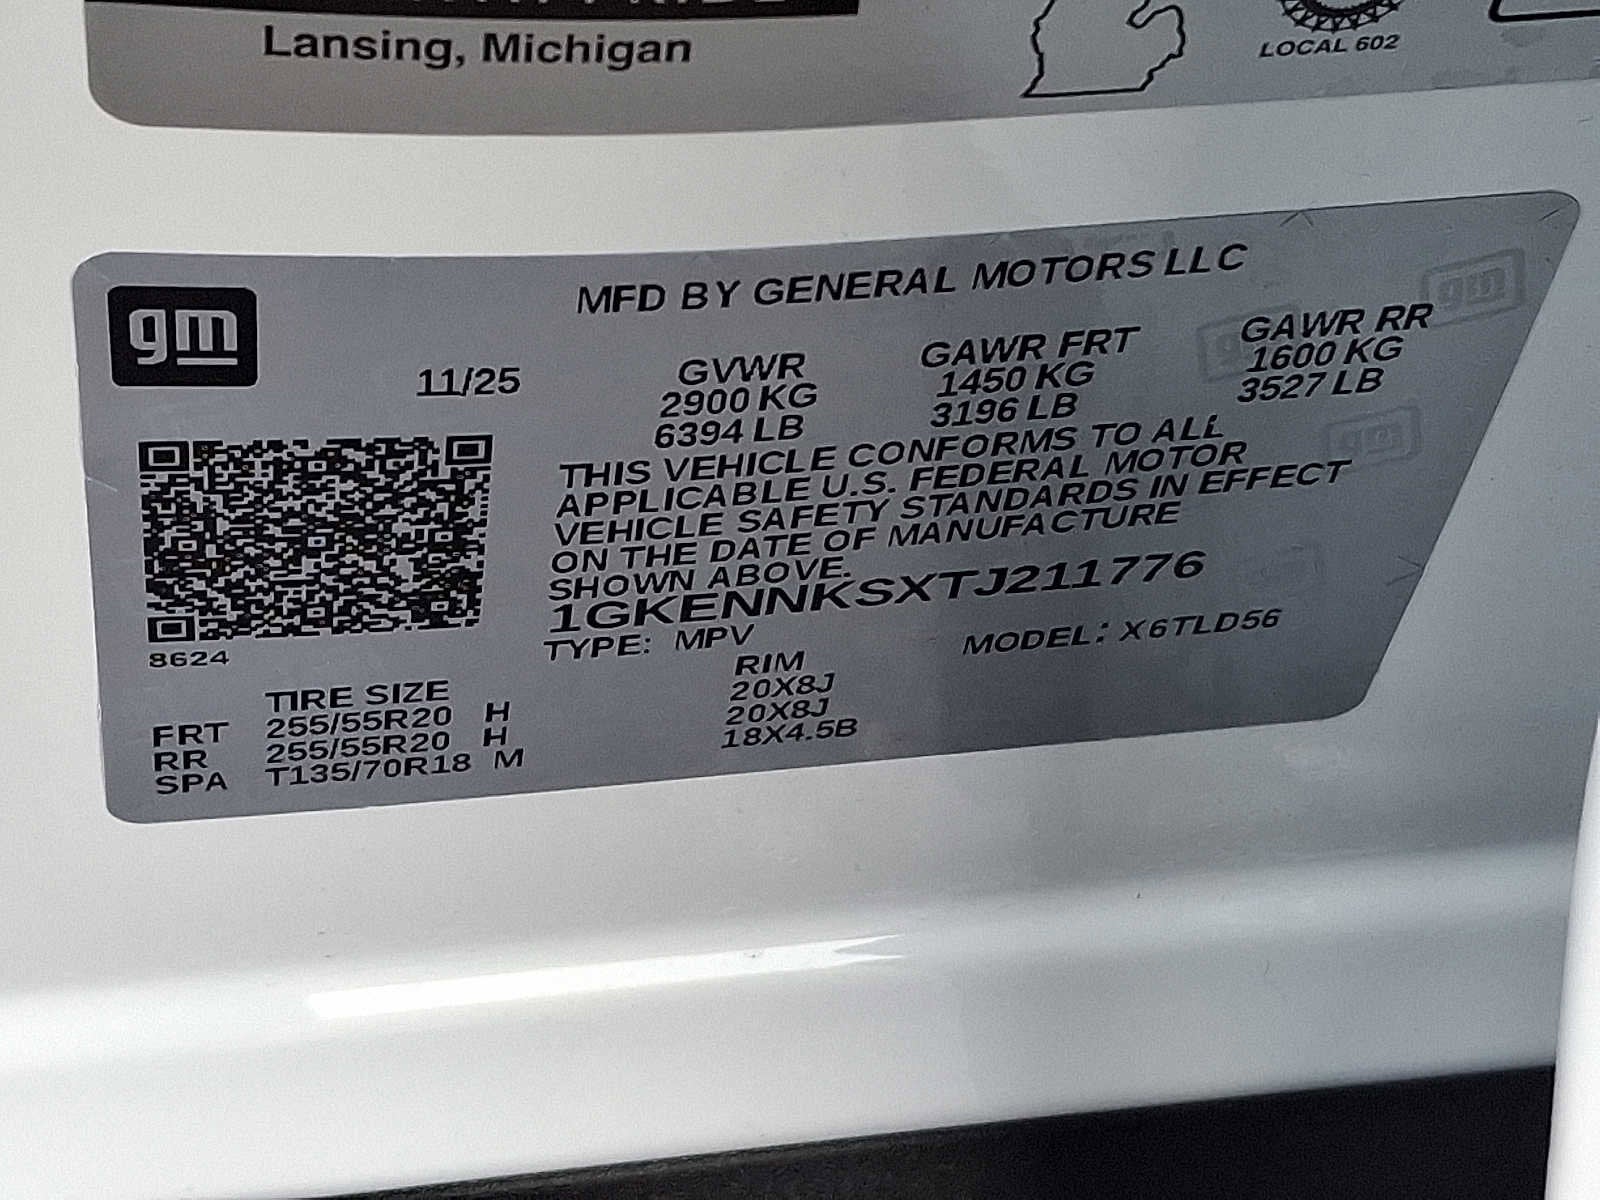 Lansing, Michigan
LOCAL 602
gm
MFD BY GENERAL MOTORS LLC
11/25
GVWR GAWR FRT GAWR RR
2900 KG 1450 KG 1600 KG
6394 LB 3196 LB 3527 LB
THIS VEHICLE CONFORMS TO ALL
APPLICABLE U.S. FEDERAL MOTOR
VEHICLE SAFETY STANDARDS IN EFFECT
ON THE DATE OF MANUFACTURE
SHOWN ABOVE.
1GKENNKSXTJ211776
TYPE: MPV MODEL: X6TLD56
8624
TIRE SIZE RIM
FRT 255/55R20 H 20X8J
RR 255/55R20 H 20X8J
SPA T135/70R18 M 18X4.5B
gm
gm
gm